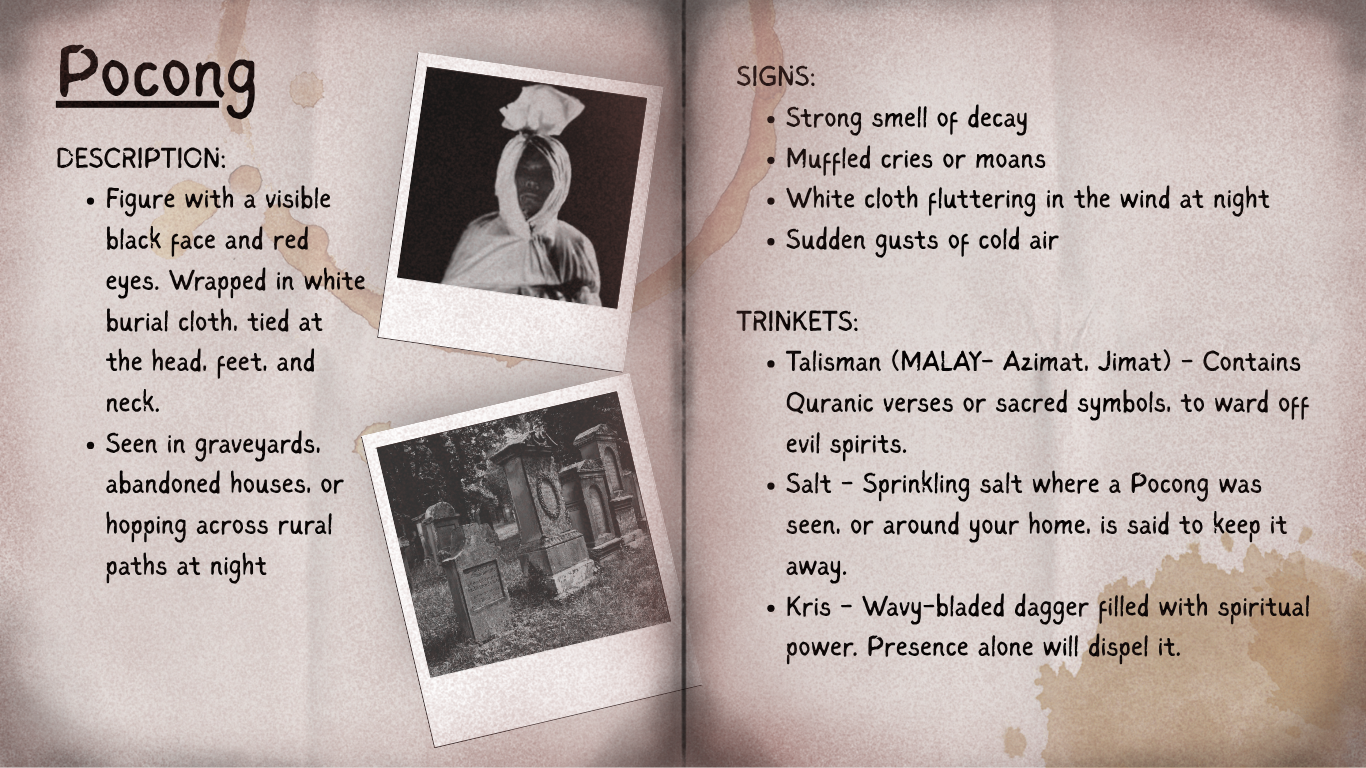 Pocong
DESCRIPTION:
• Figure with a visible
black face and red
eyes. Wrapped in white
burial cloth, tied at
the head, feet, and
neck.
• Seen in graveyards,
abandoned houses, or
hopping across rural
paths at night
SIGNS:
• Strong smell of decay
• Muffled cries or moans
• White cloth fluttering in the wind at night
• Sudden gusts of cold air
TRINKETS:
• Talisman (MALAY- Azimat, Jimat) - Contains
Quranic verses or sacred symbols, to ward off
evil spirits.
• Salt - Sprinkling salt where a Pocong was
seen, or around your home, is said to keep it
away.
• Kris - Wavy-bladed dagger filled with spiritual
power. Presence alone will dispel it.